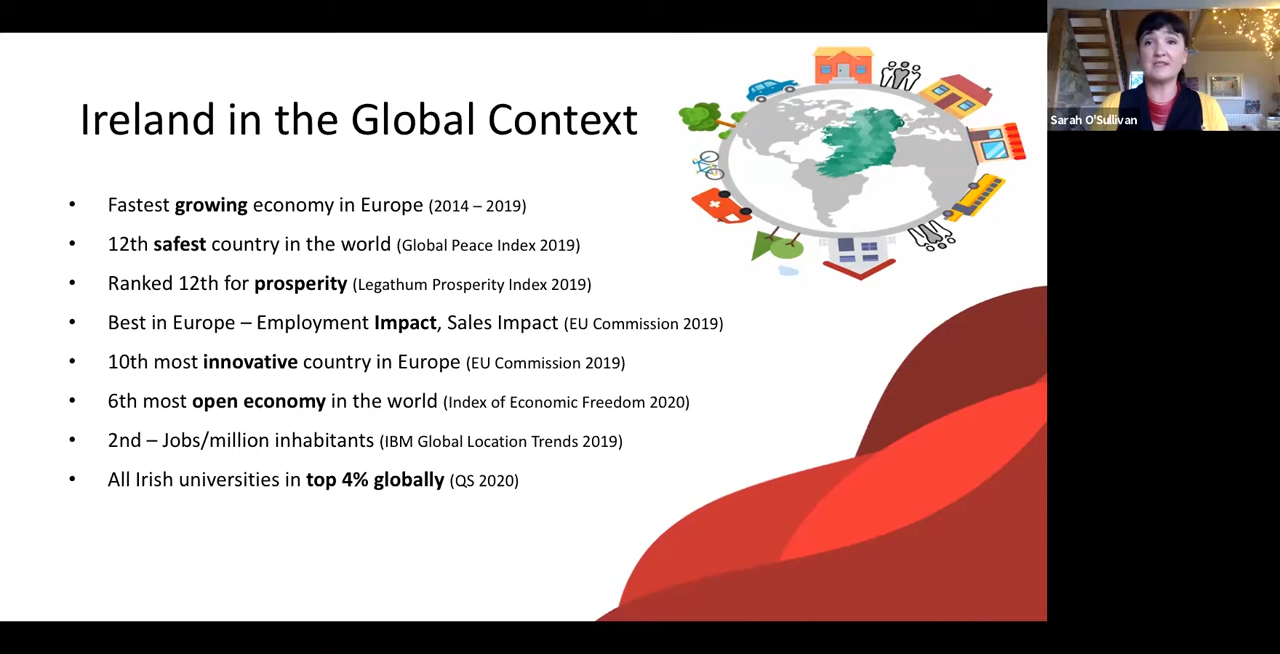 Ireland in the Global Context
• Fastest growing economy in Europe (2014 – 2019)
• 12th safest country in the world (Global Peace Index 2019)
• Ranked 12th for prosperity (Legathum Prosperity Index 2019)
• Best in Europe – Employment Impact, Sales Impact (EU Commission 2019)
• 10th most innovative country in Europe (EU Commission 2019)
• 6th most open economy in the world (Index of Economic Freedom 2020)
• 2nd – Jobs/million inhabitants (IBM Global Location Trends 2019)
• All Irish universities in top 4% globally (QS 2020)
Sarah O'Sullivan